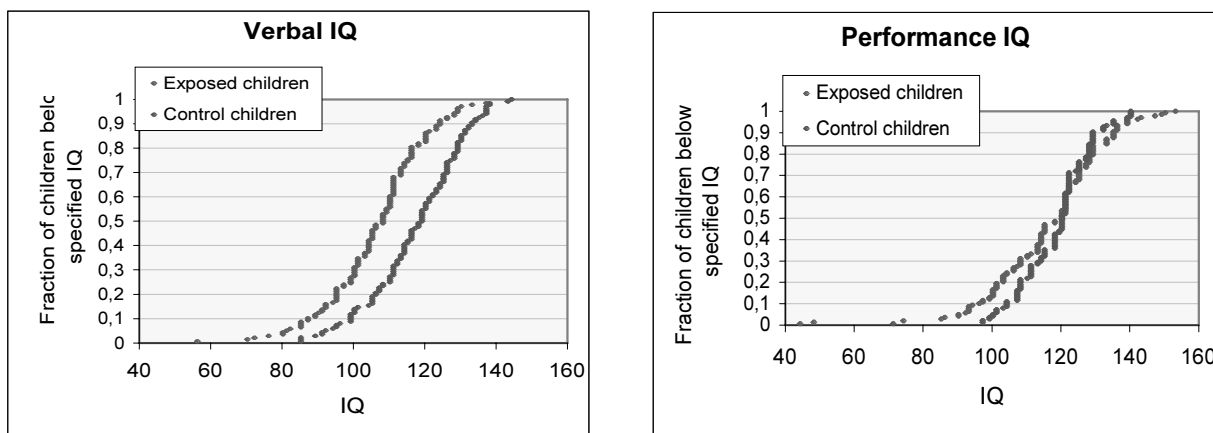 Verbal IQ
Fraction of children belo
specified IQ
Exposed children
Control children
1
0,9
0,8
0,7
0,6
0,5
0,4
0,3
0,2
0,1
0
40 60 80 100 120 140 160
IQ
Performance IQ
Fraction of children below
specified IQ
Exposed children
Control children
1
0,9
0,8
0,7
0,6
0,5
0,4
0,3
0,2
0,1
0
40 60 80 100 120 140 160
IQ